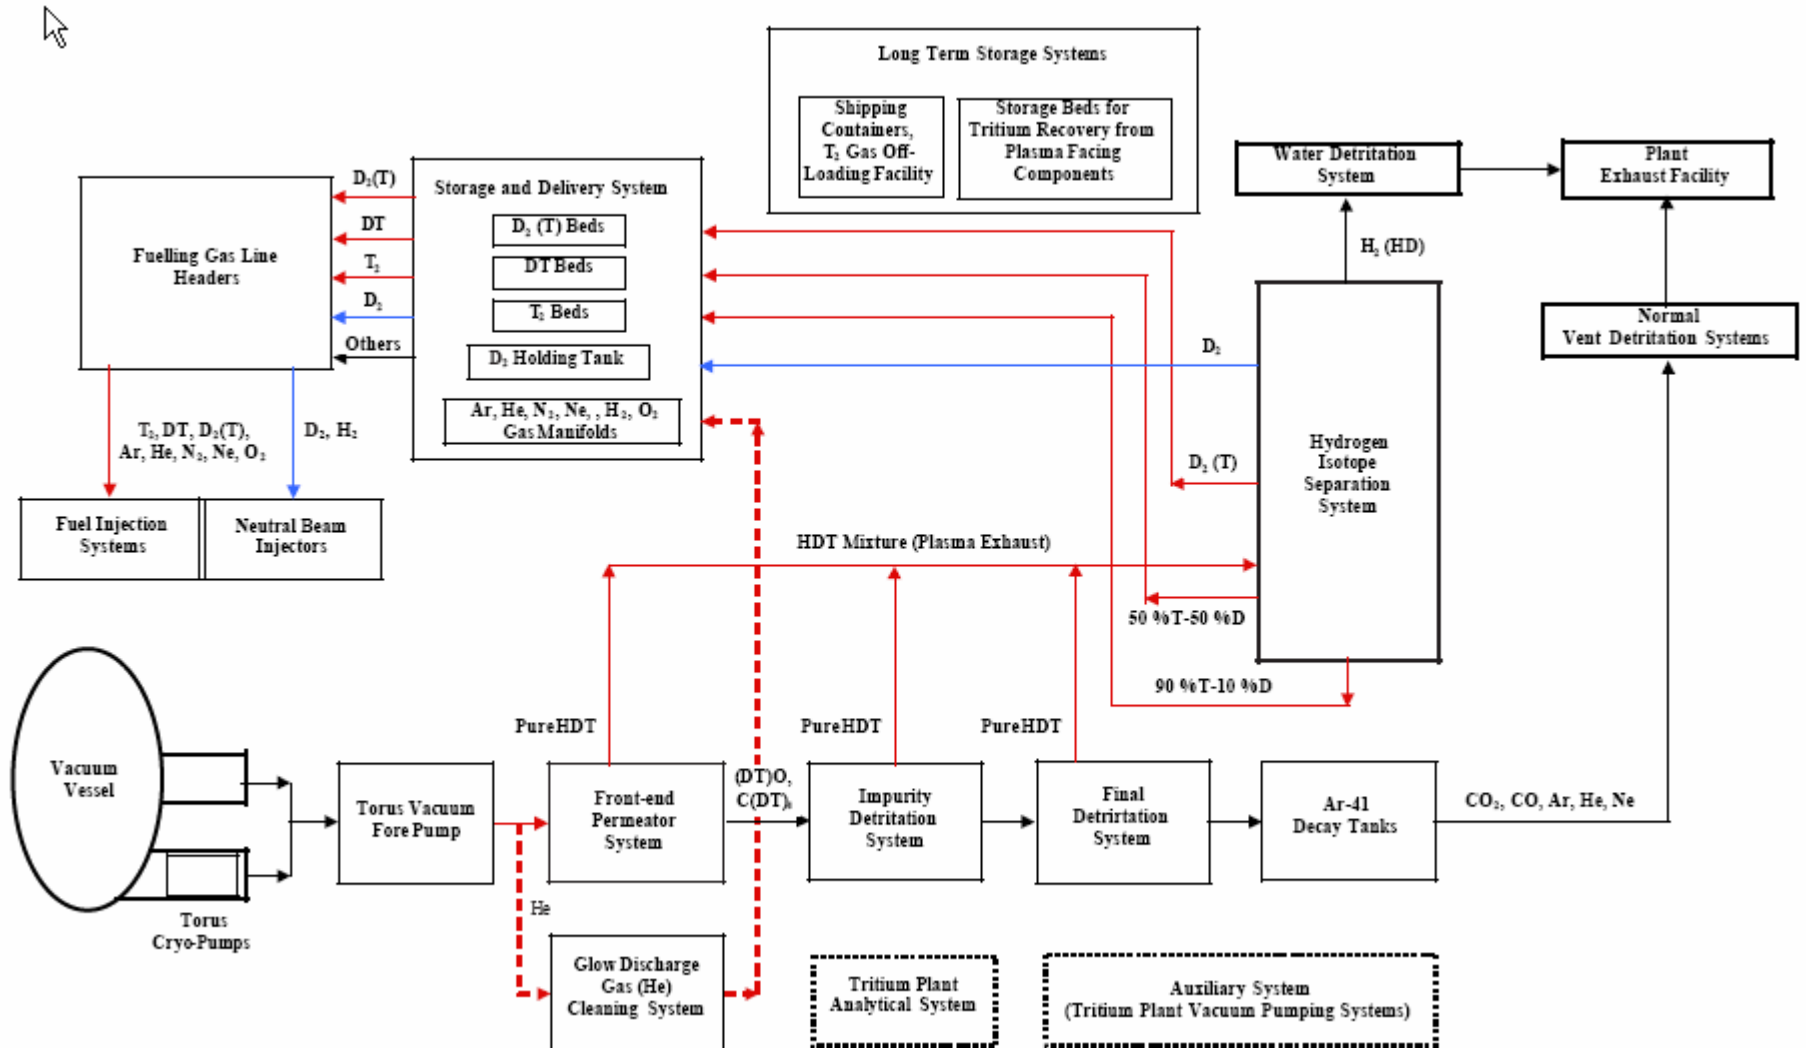 Long Term Storage Systems
Shipping
Containers,
T₂ Gas Off-
Loading Facility
Storage Beds for
Tritium Recovery from
Plasma Facing
Components
Water Detritation
System
Plant
Exhaust Facility
Fuelling Gas Line
Headers
D₂(T)
DT
T₂
D₂
Others
Storage and Delivery System
D₂ (T) Beds
DT Beds
T₂ Beds
D₂ Holding Tank
Ar, He, N₂, Ne, , H₂, O₂
Gas Manifolds
H₂ (HD)
Normal
Vent Detritation Systems
D₂
D₂ (T)
Hydrogen
Isotope
Separation
System
T₂, DT, D₂(T),
Ar, He, N₂, Ne, O₂
D₂, H₂
Fuel Injection
Systems
Neutral Beam
Injectors
HDT Mixture (Plasma Exhaust)
50 %T-50 %D
90 %T-10 %D
PureHDT
PureHDT
PureHDT
Vacuum
Vessel
Torus
Cryo-Pumps
Torus Vacuum
Fore Pump
Front-end
Permeator
System
(DT)O,
C(DT)₄
Impurity
Detritation
System
Final
Detrirtation
System
Ar-41
Decay Tanks
CO₂, CO, Ar, He, Ne
He
Glow Discharge
Gas (He)
Cleaning System
Tritium Plant
Analytical System
Auxiliary System
(Tritium Plant Vacuum Pumping Systems)